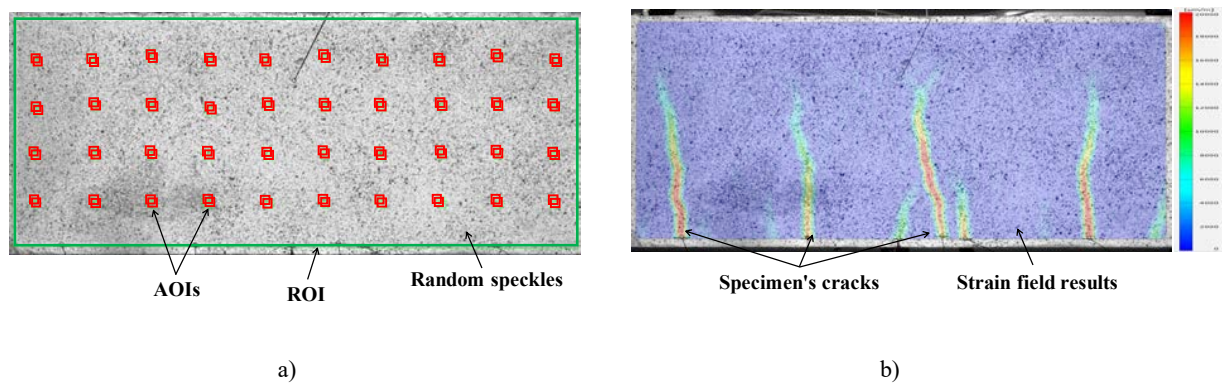 AOIs
ROI
Random speckles
Specimen's cracks
Strain field results
a)
b)